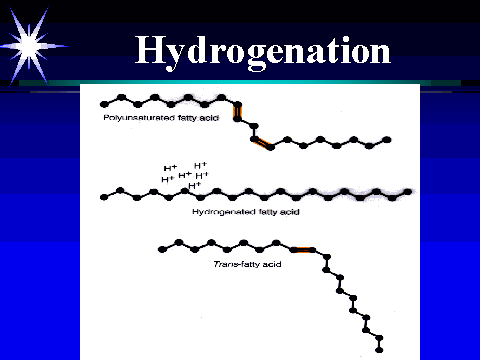 Hydrogenation
Polyunsaturated fatty acid
H+ H+
H+ H+ H+
H+
Hydrogenated fatty acid
Trans-fatty acid